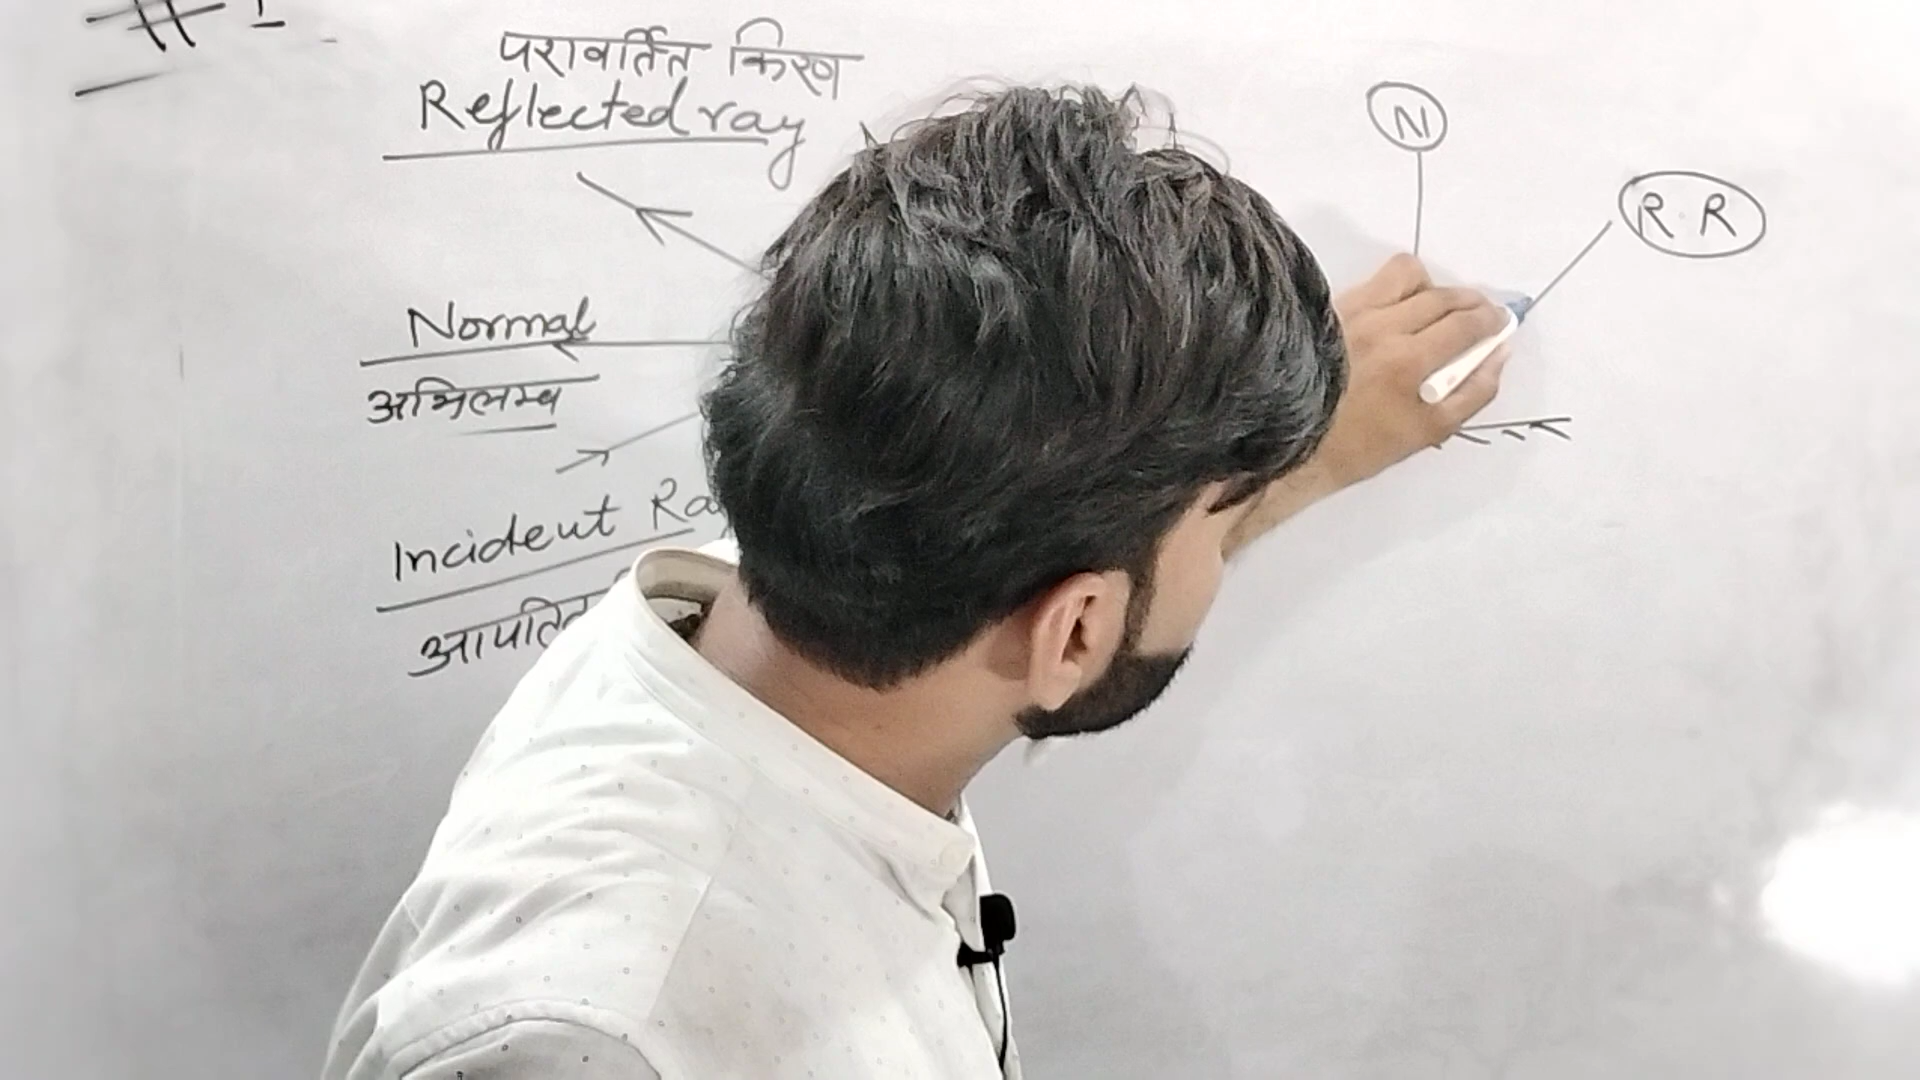 परावर्तित किरण
Reflected ray
N
R.R
Normal
अभिलम्ब
Incident